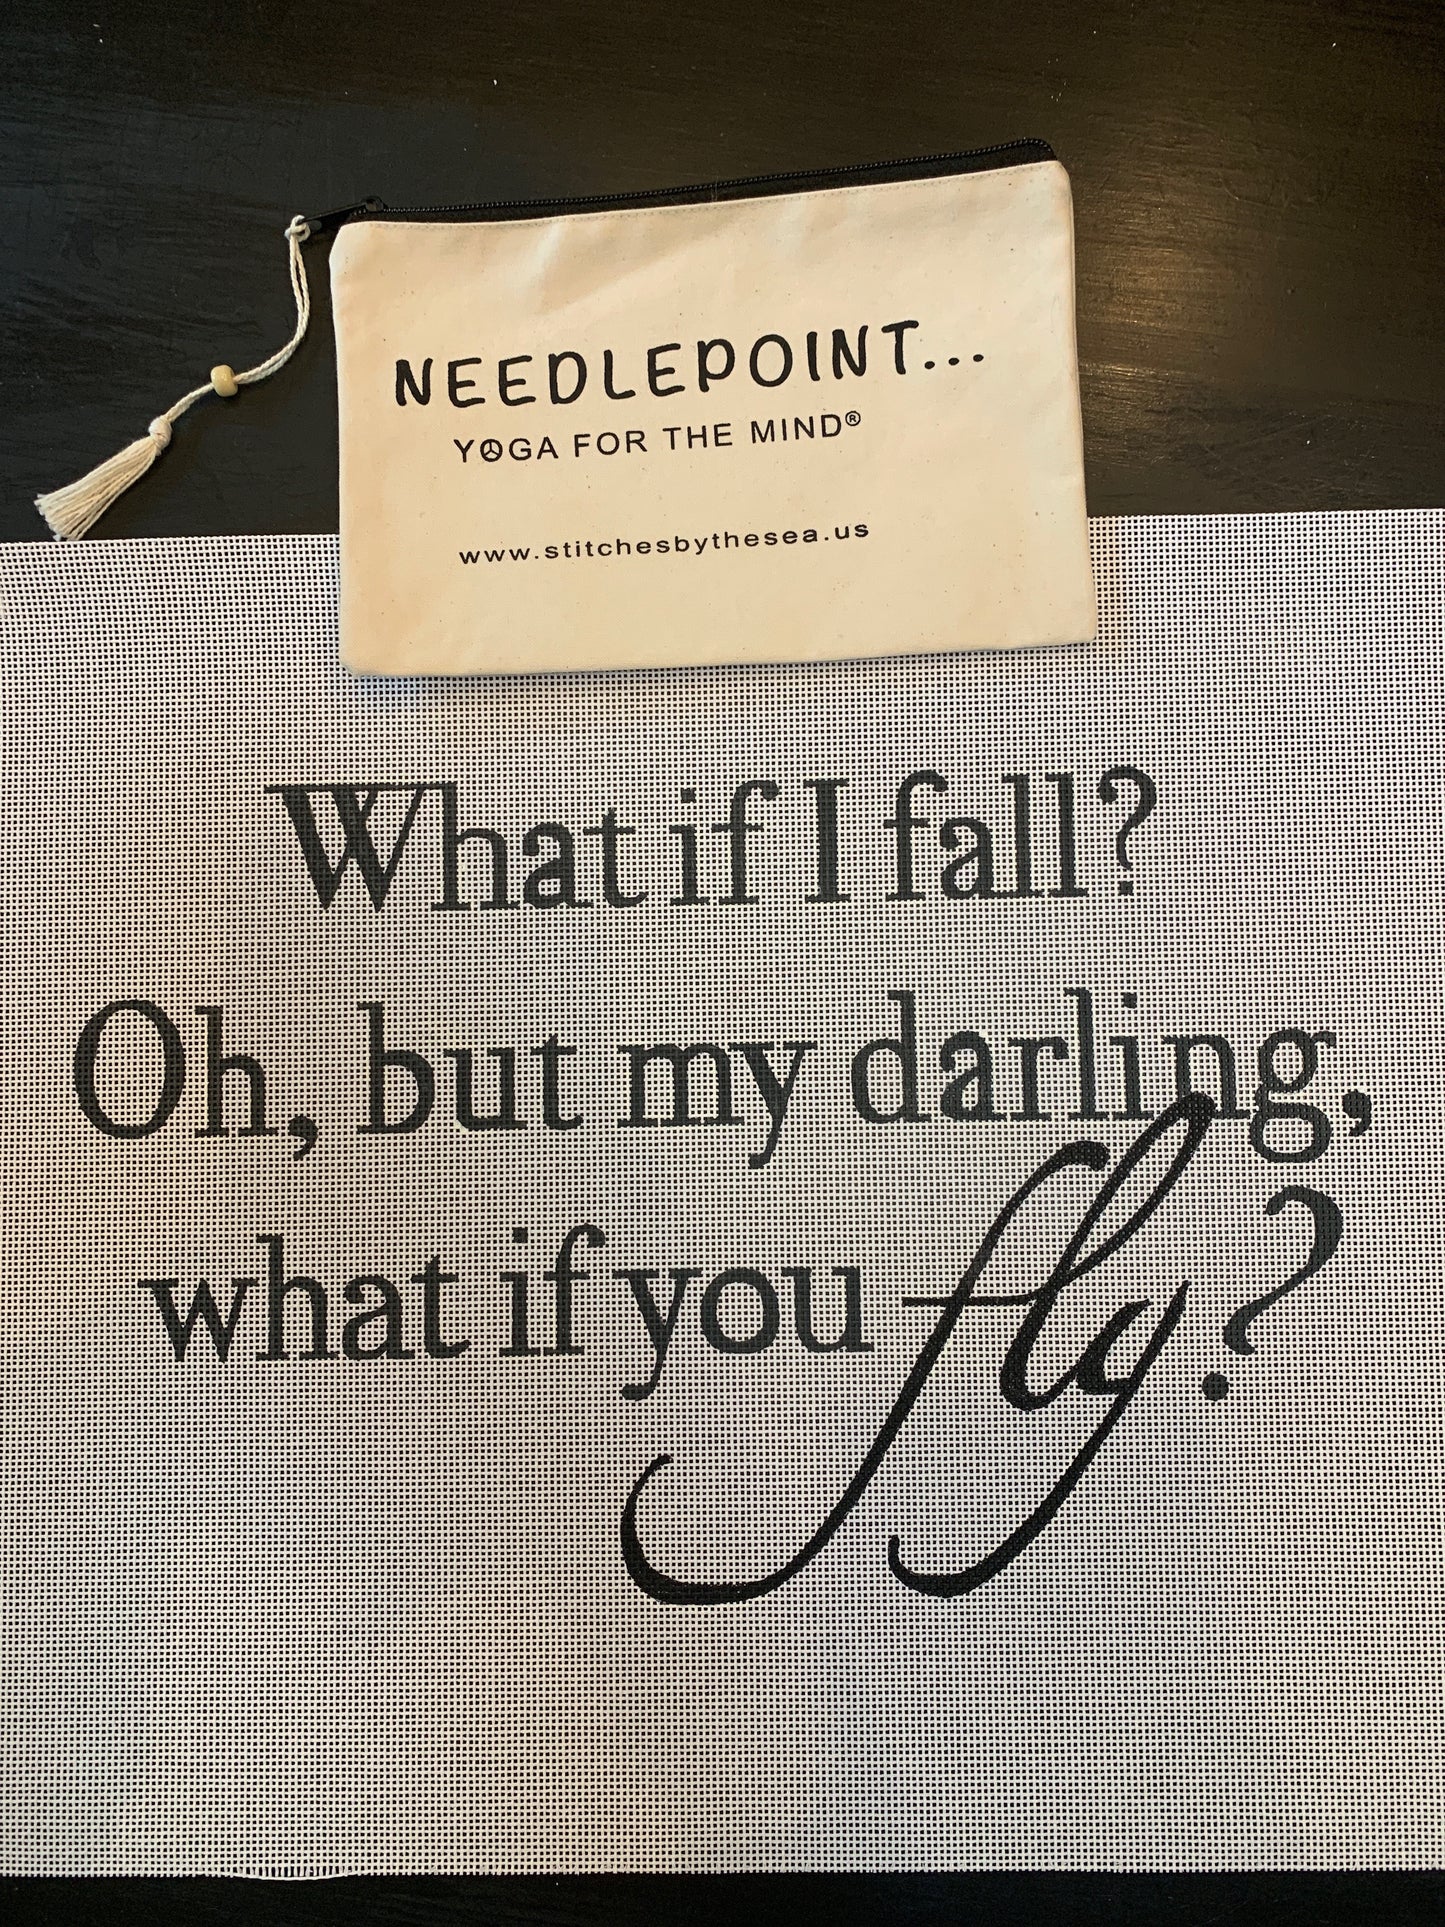 NEEDLEPOINT...
YOGA FOR THE MIND®
www.stitchesbythesea.us
What if I fall?
Oh, but my darling,
what if you fly?